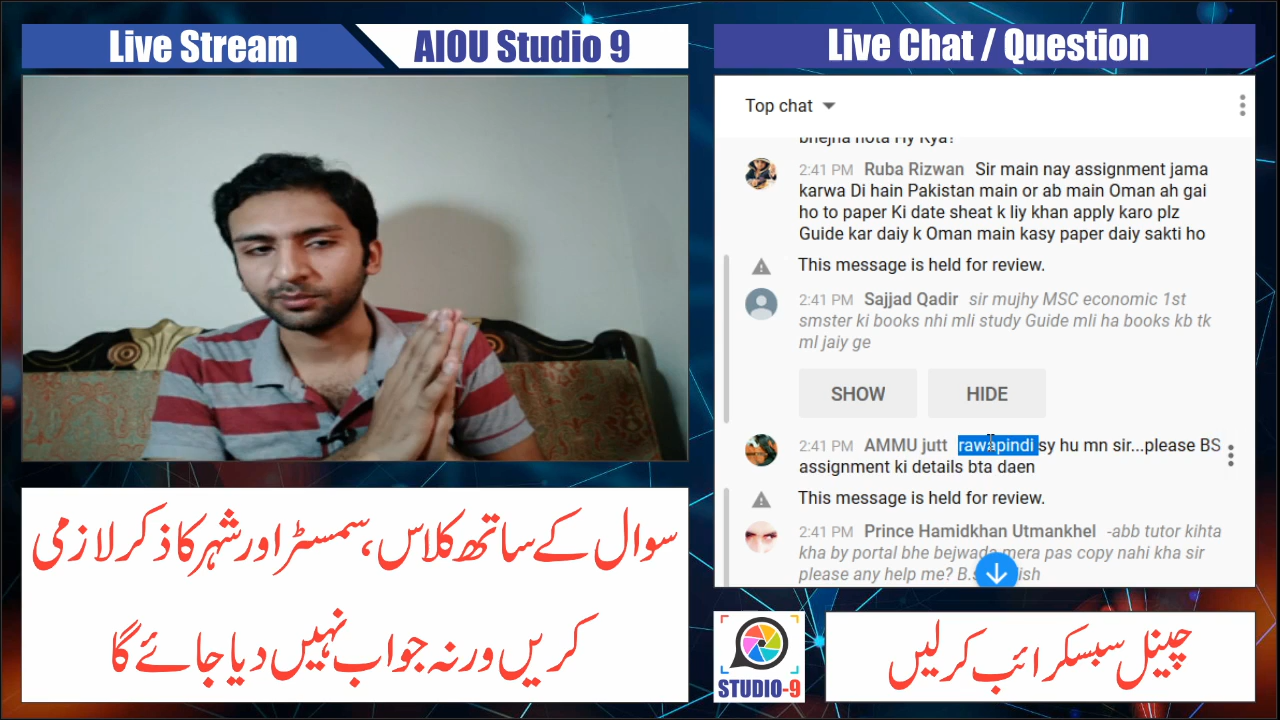 Live Stream
AIOU Studio 9
Live Chat / Question
Top chat
bhejna hota Hy Kya?
2:41 PM Ruba Rizwan Sir main nay assignment jama
karwa Di hain Pakistan main or ab main Oman ah gai
ho to paper Ki date sheat k liy khan apply karo plz
Guide kar daiy k Oman main kasy paper daiy sakti ho
This message is held for review.
2:41 PM Sajjad Qadir sir mujhy MSC economic 1st
smster ki books nhi mli study Guide mli ha books kb tk
ml jaiy ge
SHOW HIDE
2:41 PM AMMU jutt rawapindi sy hu mn sir...please BS
assignment ki details bta daen
This message is held for review.
2:41 PM Prince Hamidkhan Utmankhel -abb tutor kihta
kha by portal bhe bejwada mera pas copy nahi kha sir
please any help me? B.s
سوال کے ساتھ کلاس، سمسٹر اور شہر کا ذکر لازمی
کریں ورنہ جواب نہیں دیا جائے گا
STUDIO-9
چینل سبسکرائب کرلیں